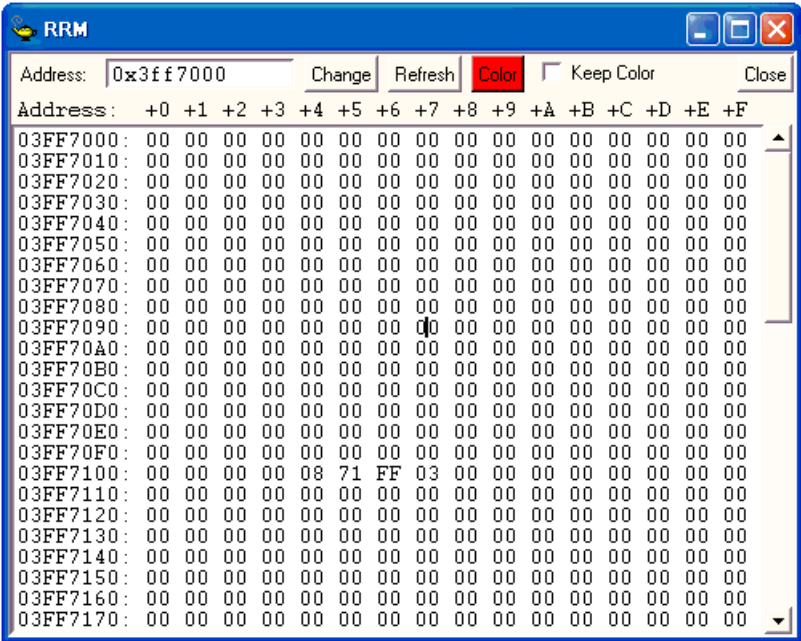 RRM
Address: 0x3ff7000 Change Refresh Color Keep Color Close
Address: +0 +1 +2 +3 +4 +5 +6 +7 +8 +9 +A +B +C +D +E +F
03FF7000: 00 00 00 00 00 00 00 00 00 00 00 00 00 00 00 00
03FF7010: 00 00 00 00 00 00 00 00 00 00 00 00 00 00 00 00
03FF7020: 00 00 00 00 00 00 00 00 00 00 00 00 00 00 00 00
03FF7030: 00 00 00 00 00 00 00 00 00 00 00 00 00 00 00 00
03FF7040: 00 00 00 00 00 00 00 00 00 00 00 00 00 00 00 00
03FF7050: 00 00 00 00 00 00 00 00 00 00 00 00 00 00 00 00
03FF7060: 00 00 00 00 00 00 00 00 00 00 00 00 00 00 00 00
03FF7070: 00 00 00 00 00 00 00 00 00 00 00 00 00 00 00 00
03FF7080: 00 00 00 00 00 00 00 00 00 00 00 00 00 00 00 00
03FF7090: 00 00 00 00 00 00 00 00 00 00 00 00 00 00 00 00
03FF70A0: 00 00 00 00 00 00 00 00 00 00 00 00 00 00 00 00
03FF70B0: 00 00 00 00 00 00 00 00 00 00 00 00 00 00 00 00
03FF70C0: 00 00 00 00 00 00 00 00 00 00 00 00 00 00 00 00
03FF70D0: 00 00 00 00 00 00 00 00 00 00 00 00 00 00 00 00
03FF70E0: 00 00 00 00 00 00 00 00 00 00 00 00 00 00 00 00
03FF70F0: 00 00 00 00 00 00 00 00 00 00 00 00 00 00 00 00
03FF7100: 00 00 00 00 08 71 FF 03 00 00 00 00 00 00 00 00
03FF7110: 00 00 00 00 00 00 00 00 00 00 00 00 00 00 00 00
03FF7120: 00 00 00 00 00 00 00 00 00 00 00 00 00 00 00 00
03FF7130: 00 00 00 00 00 00 00 00 00 00 00 00 00 00 00 00
03FF7140: 00 00 00 00 00 00 00 00 00 00 00 00 00 00 00 00
03FF7150: 00 00 00 00 00 00 00 00 00 00 00 00 00 00 00 00
03FF7160: 00 00 00 00 00 00 00 00 00 00 00 00 00 00 00 00
03FF7170: 00 00 00 00 00 00 00 00 00 00 00 00 00 00 00 00